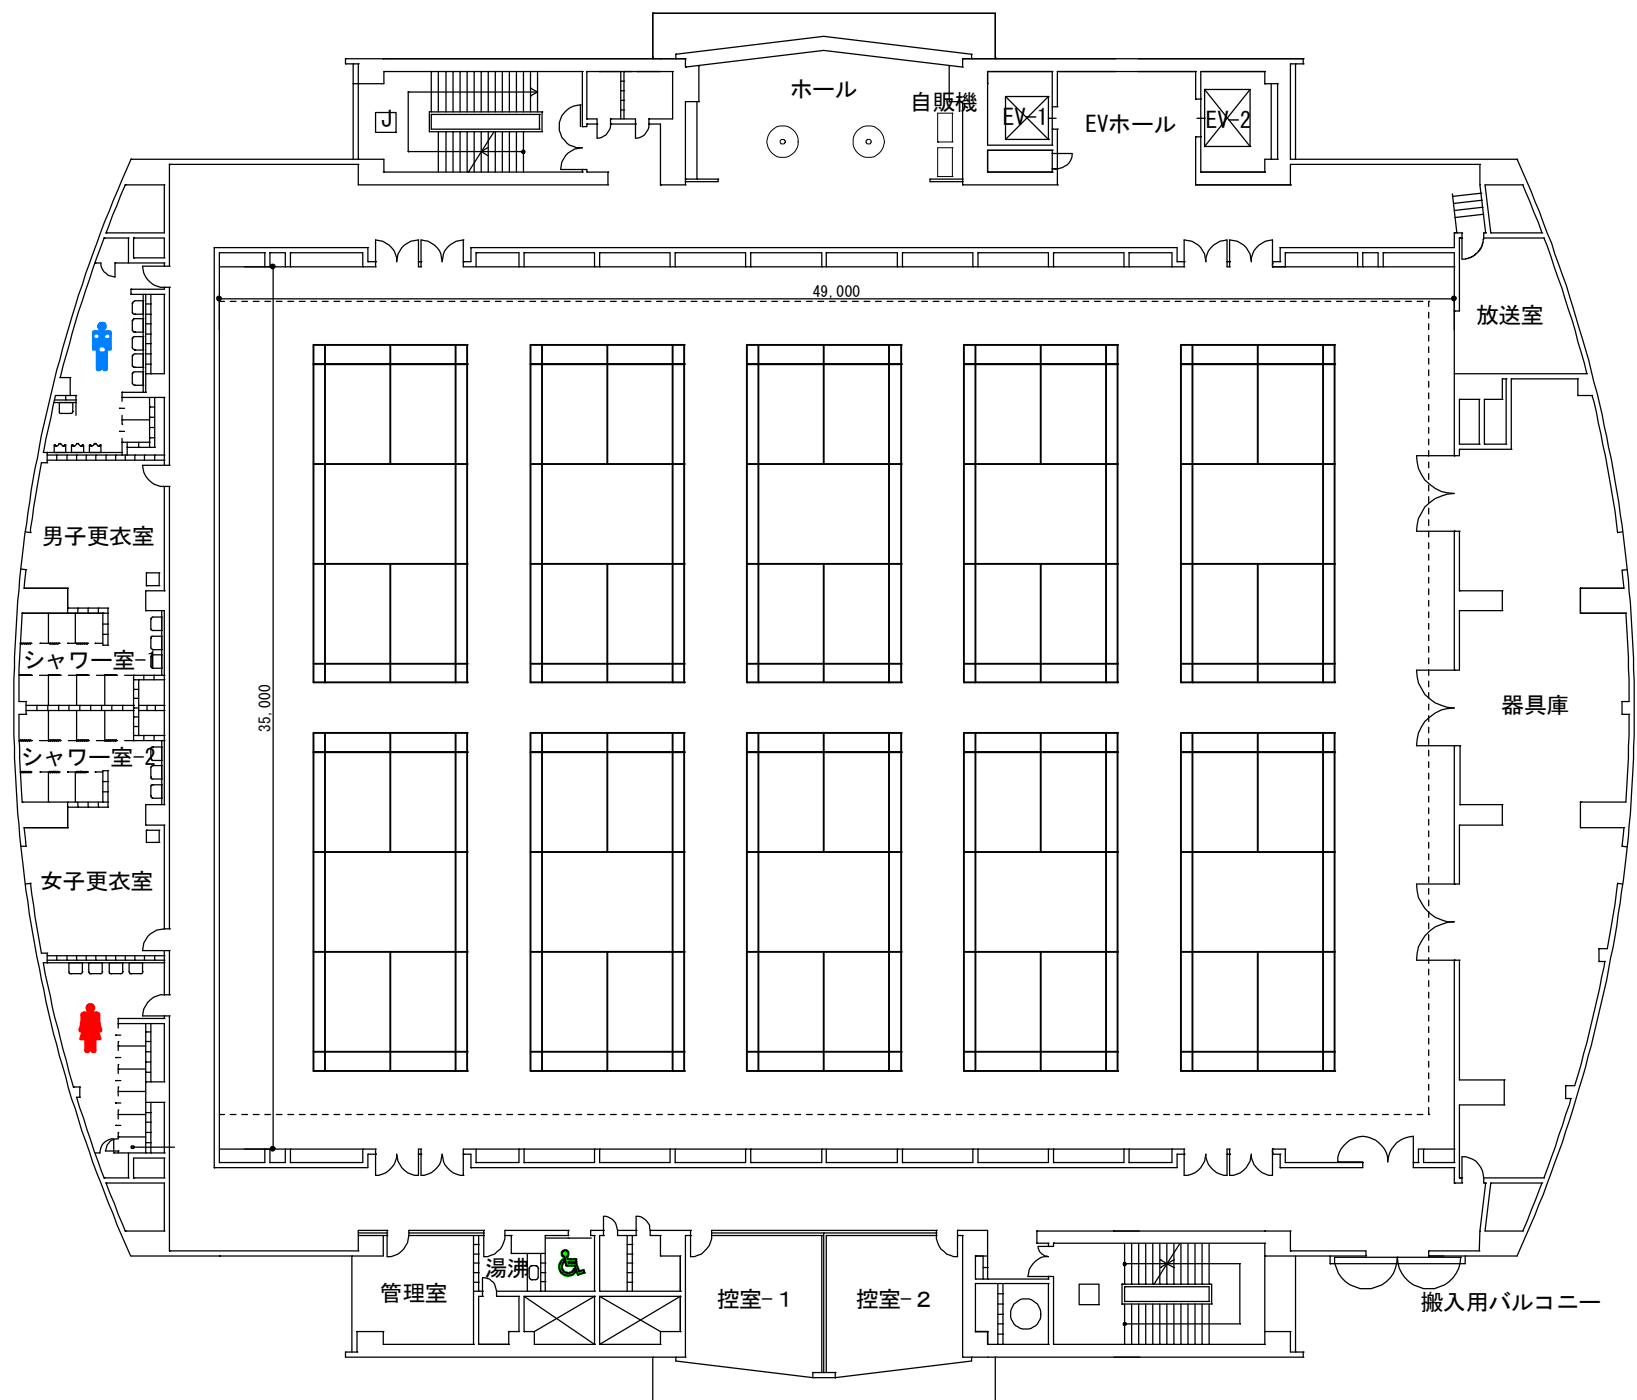 ホール
自販機
J
EV-1
EVホール
EV-2
49,000
放送室
男子更衣室
シャワー室-1
35,000
器具庫
シャワー室-2
女子更衣室
湯沸
管理室
控室-1
控室-2
搬入用バルコニー